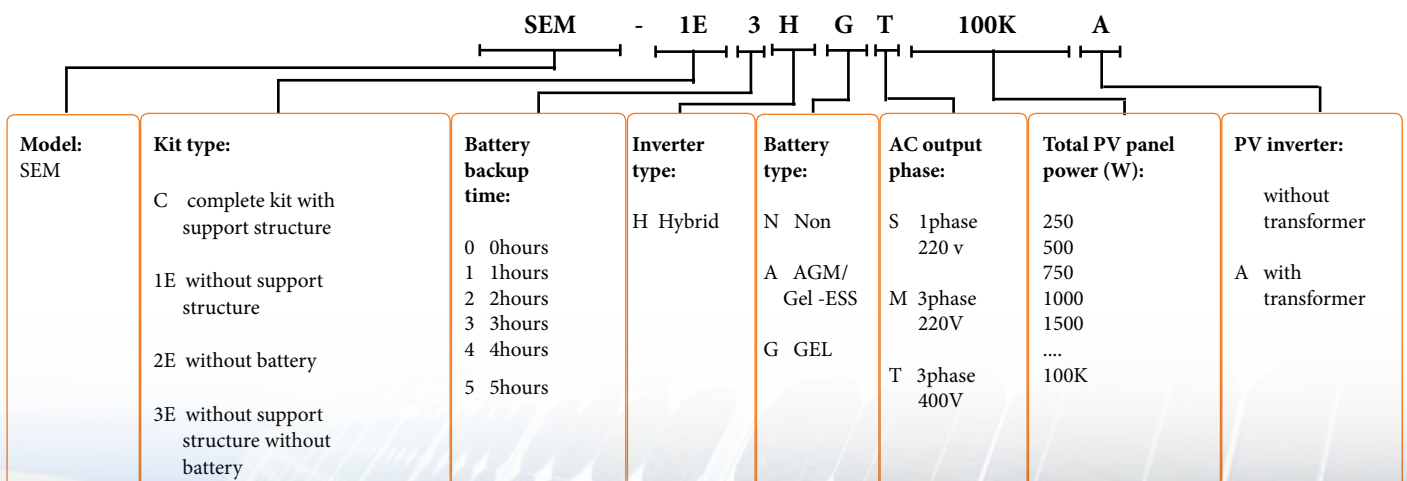 SEM - 1E 3 H G T 100K A
Model:
SEM
Kit type:
C complete kit with
support structure
1E without support
structure
2E without battery
3E without support
structure without
battery
Battery
backup
time:
0 0hours
1 1hours
2 2hours
3 3hours
4 4hours
5 5hours
Inverter
type:
H Hybrid
Battery
type:
N Non
A AGM/
Gel -ESS
G GEL
AC output
phase:
S 1phase
220 v
M 3phase
220V
T 3phase
400V
Total PV panel
power (W):
250
500
750
1000
1500
....
100K
PV inverter:
without
transformer
A with
transformer